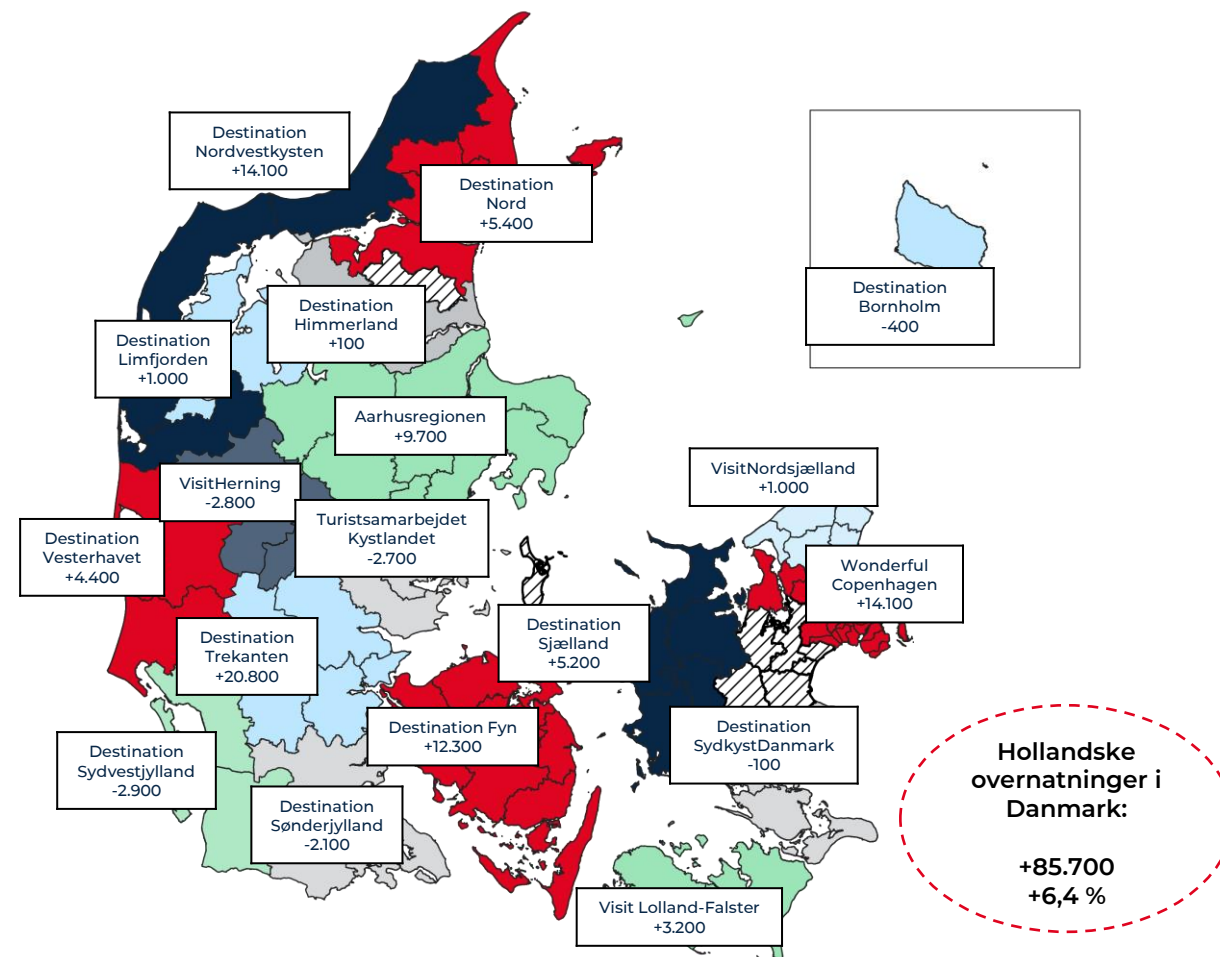 Destination
Nordvestkysten
+14.100
Destination
Nord
+5.400
Destination
Bornholm
-400
Destination
Himmerland
+100
Destination
Limfjorden
+1.000
Aarhusregionen
+9.700
VisitNordsjælland
+1.000
VisitHerning
-2.800
Turistsamarbejdet
Kystlandet
-2.700
Destination
Vesterhavet
+4.400
Wonderful
Copenhagen
+14.100
Destination
Sjælland
+5.200
Destination
Trekanten
+20.800
Destination Fyn
+12.300
Destination
SydkystDanmark
-100
Destination
Sydvestjylland
-2.900
Destination
Sønderjylland
-2.100
Visit Lolland-Falster
+3.200
Hollandske
overnatninger i
Danmark:
+85.700
+6,4 %